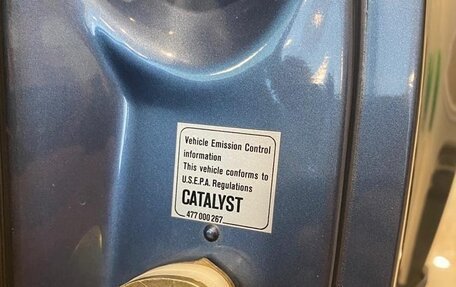 Vehicle Emission Control
information
This vehicle conforms to
U.S.E.P.A. Regulations
CATALYST
477 000 267